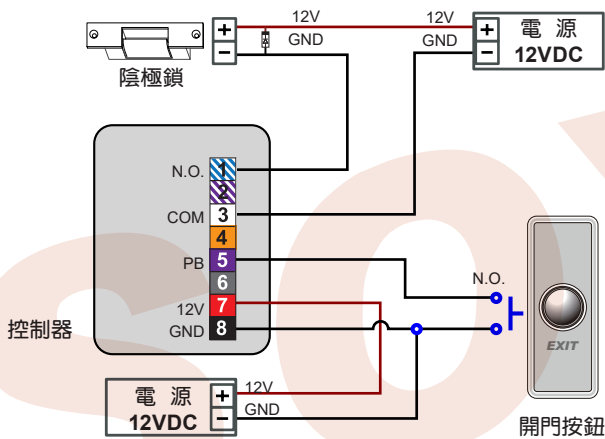 12V 12V
+ GND GND + 電 源
− − 12VDC
陰極鎖
N.O. 1
2
COM 3
4
PB 5
6
12V 7
GND 8
控制器
N.O.
EXIT
開門按鈕
電 源 + 12V
12VDC − GND